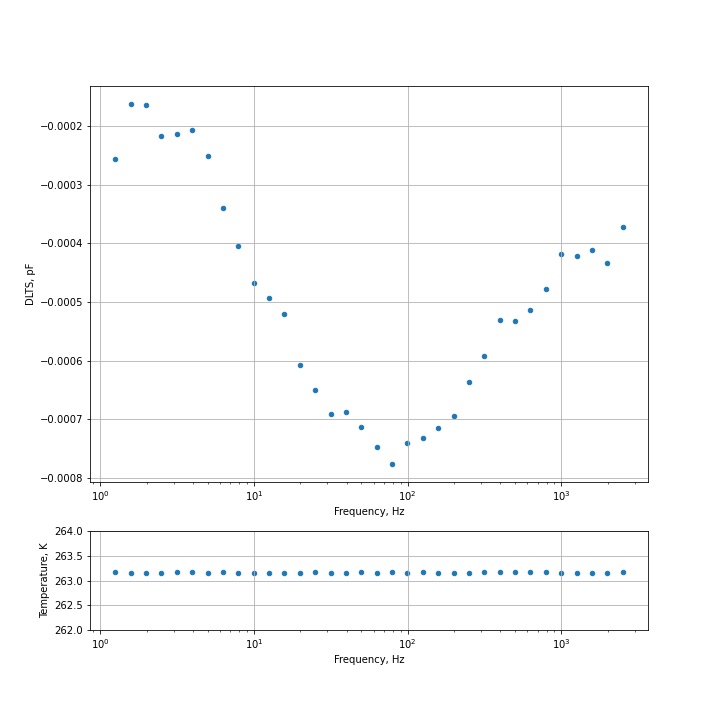 −0.0002
−0.0003
−0.0004
−0.0005
−0.0006
−0.0007
−0.0008
DLTS, pF
10⁰ 10¹ 10² 10³
Frequency, Hz
264.0
263.5
263.0
262.5
262.0
Temperature, K
10⁰ 10¹ 10² 10³
Frequency, Hz